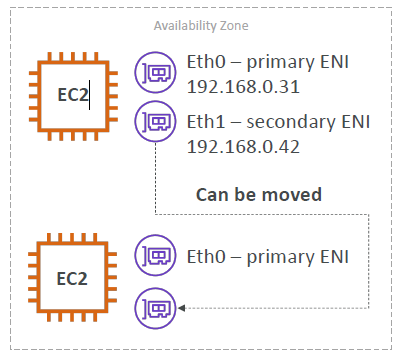 Availability Zone
EC2
Eth0 – primary ENI
192.168.0.31
Eth1 – secondary ENI
192.168.0.42
Can be moved
EC2
Eth0 – primary ENI